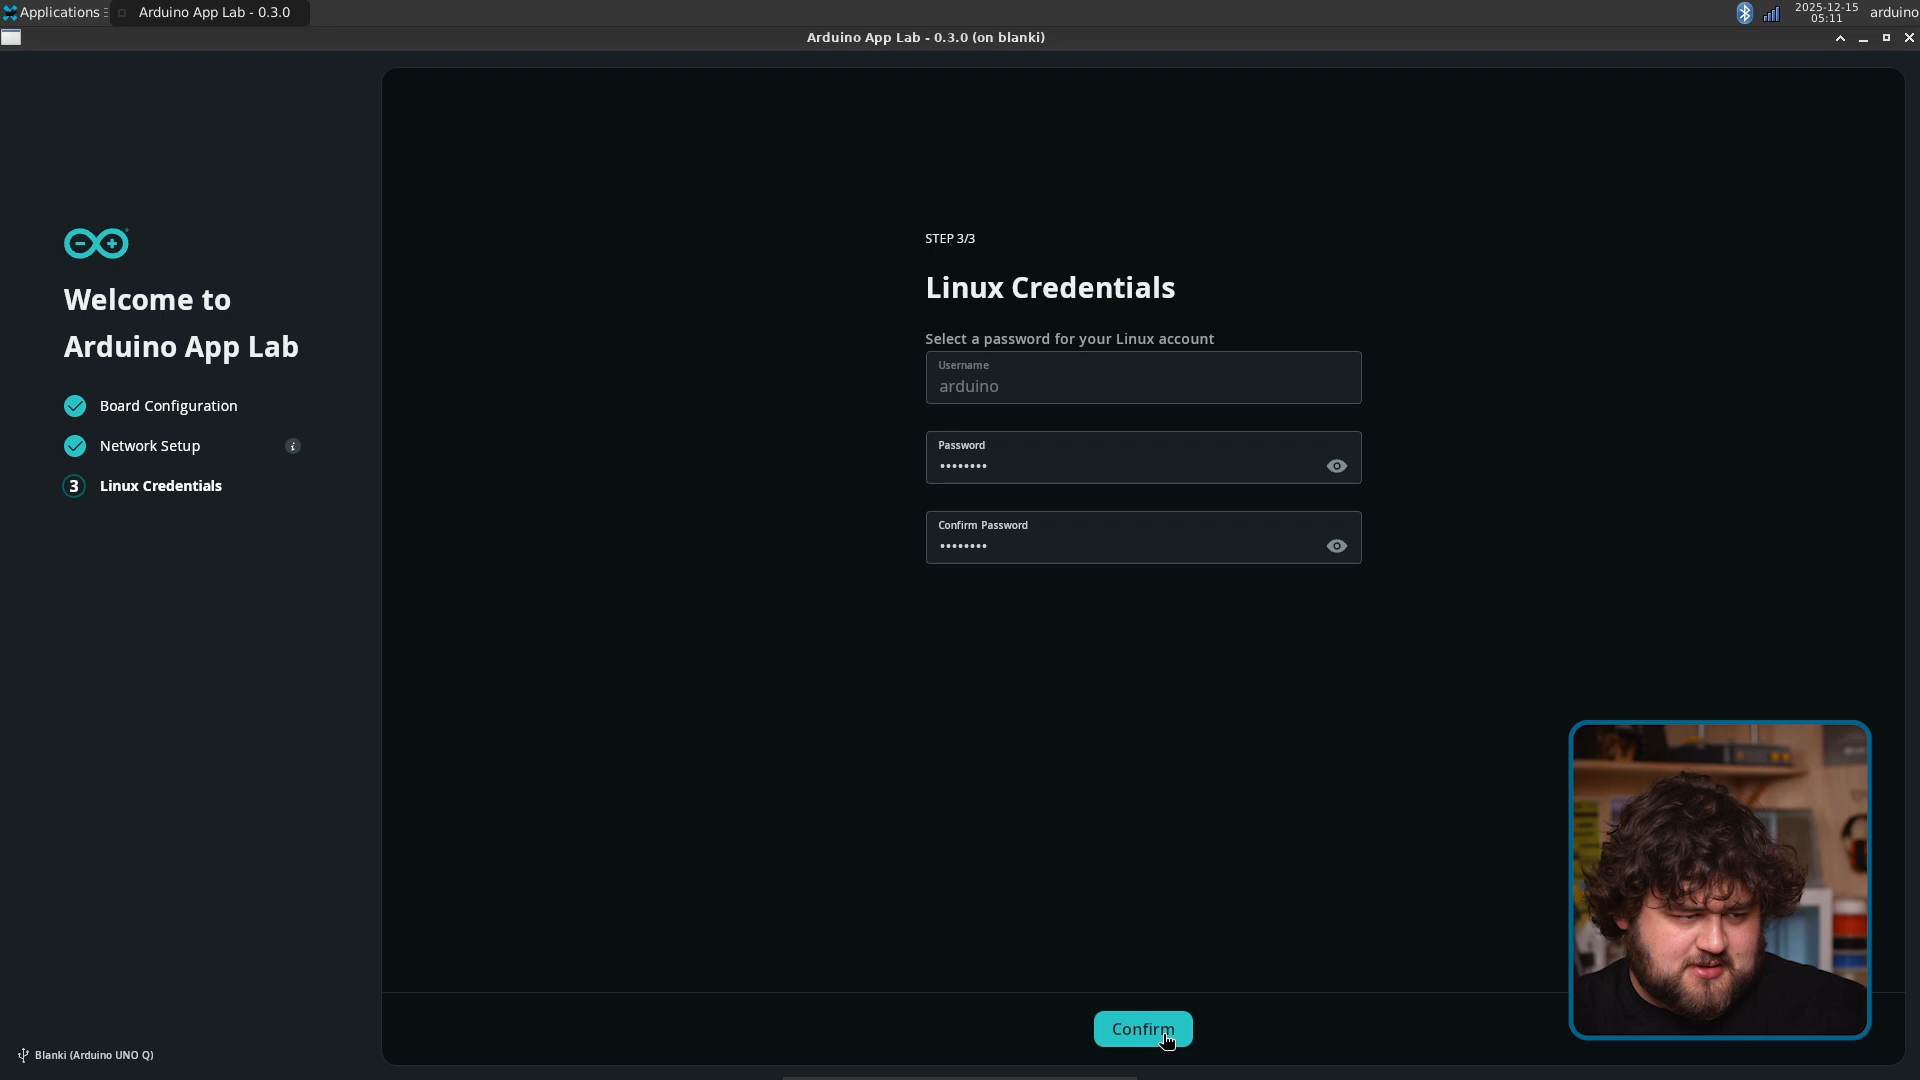 Applications
Arduino App Lab - 0.3.0
2025-12-15
05:11
arduino
Arduino App Lab - 0.3.0 (on blanki)
Welcome to
Arduino App Lab
Board Configuration
Network Setup
i
3 Linux Credentials
STEP 3/3
Linux Credentials
Select a password for your Linux account
Username
arduino
Password
••••••••
Confirm Password
••••••••
Confirm
Blanki (Arduino UNO Q)